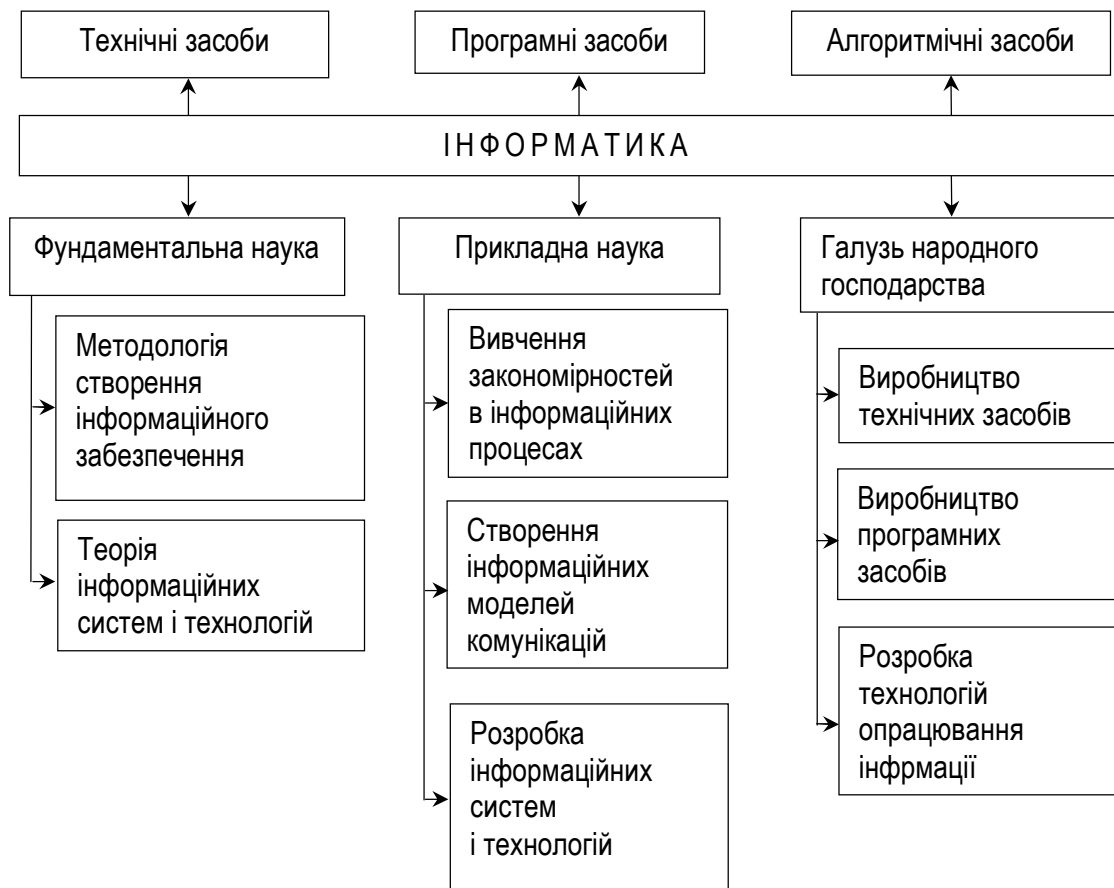 Технічні засоби
Програмні засоби
Алгоритмічні засоби
ІНФОРМАТИКА
Фундаментальна наука
Методологія
створення
інформаційного
забезпечення
Теорія
інформаційних
систем і технологій
Прикладна наука
Вивчення
закономірностей
в інформаційних
процесах
Створення
інформаційних
моделей
комунікацій
Розробка
інформаційних
систем
і технологій
Галузь народного
господарства
Виробництво
технічних засобів
Виробництво
програмних
засобів
Розробка
технологій
опрацювання
інфрмації